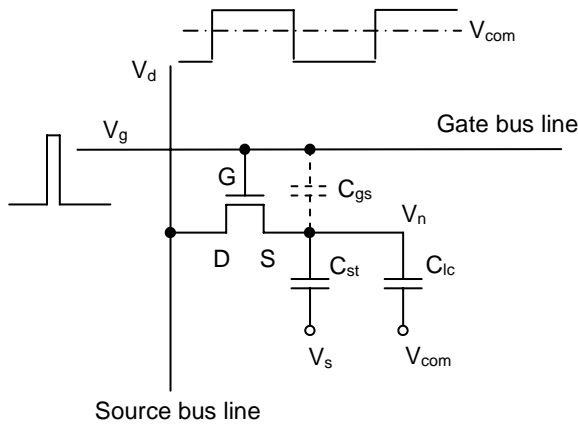 V_com
V_d
V_g
Gate bus line
G
C_gs
V_n
D
S
C_st
C_lc
V_s
V_com
Source bus line